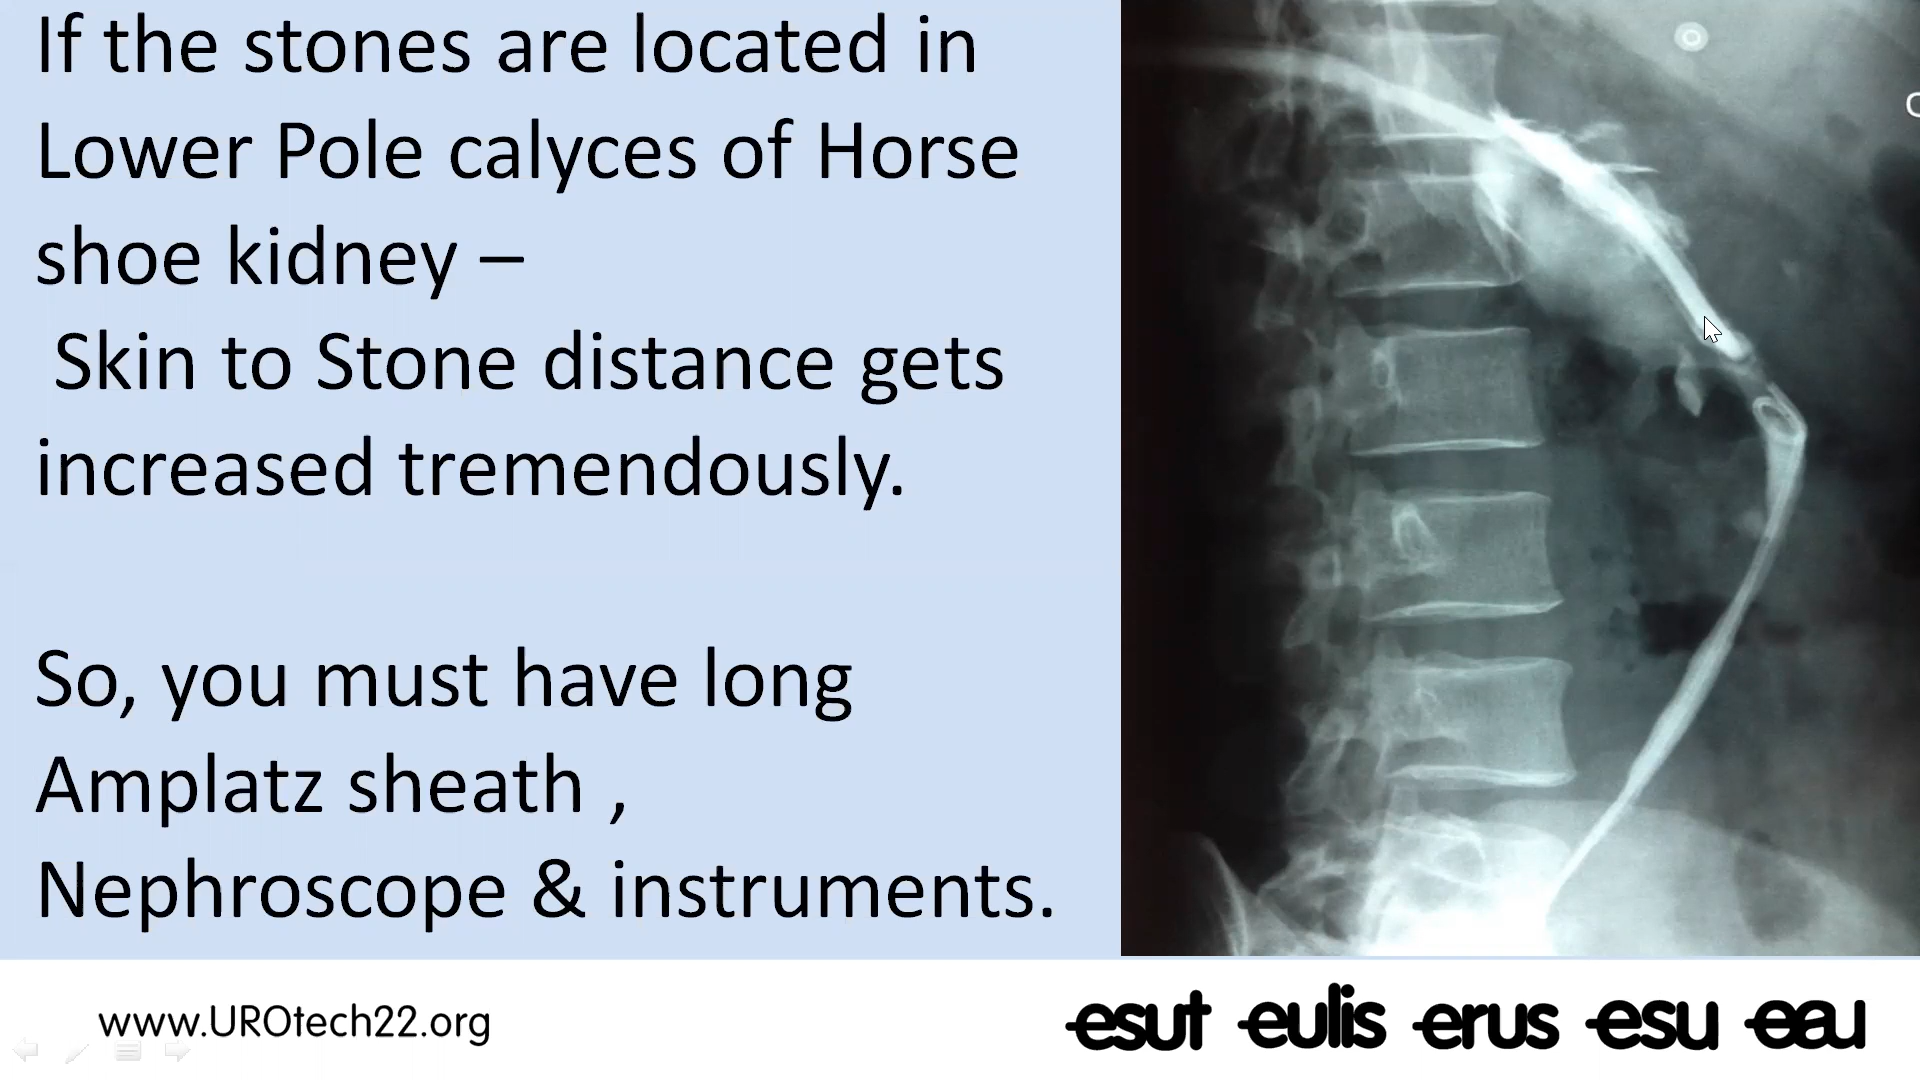 If the stones are located in
Lower Pole calyces of Horse
shoe kidney –
Skin to Stone distance gets
increased tremendously.
So, you must have long
Amplatz sheath ,
Nephroscope & instruments.
www.UROtech22.org
esut eulis erus esu eau